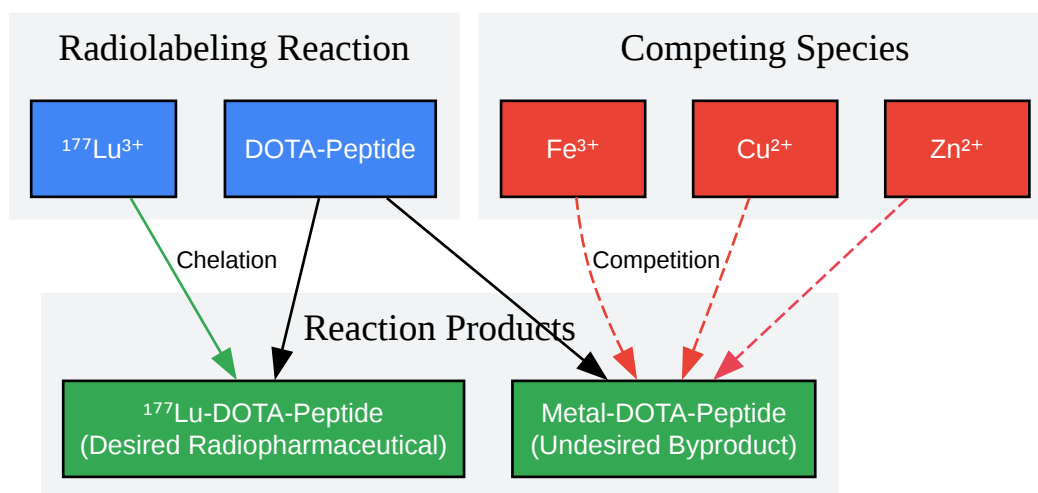 Radiolabeling Reaction
Competing Species
¹⁷⁷Lu³⁺
DOTA-Peptide
Fe³⁺
Cu²⁺
Zn²⁺
Chelation
Competition
Reaction Products
¹⁷⁷Lu-DOTA-Peptide
(Desired Radiopharmaceutical)
Metal-DOTA-Peptide
(Undesired Byproduct)